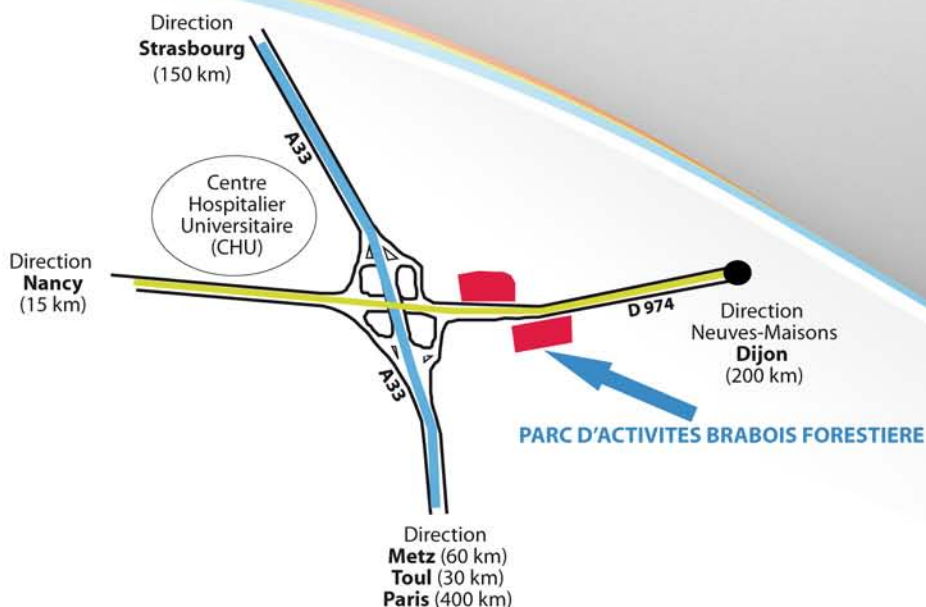 Direction
Strasbourg
(150 km)
A33
Centre
Hospitalier
Universitaire
(CHU)
Direction
Nancy
(15 km)
D 974
Direction
Neuves-Maisons
Dijon
(200 km)
A33
PARC D'ACTIVITES BRABOIS FORESTIERE
Direction
Metz (60 km)
Toul (30 km)
Paris (400 km)